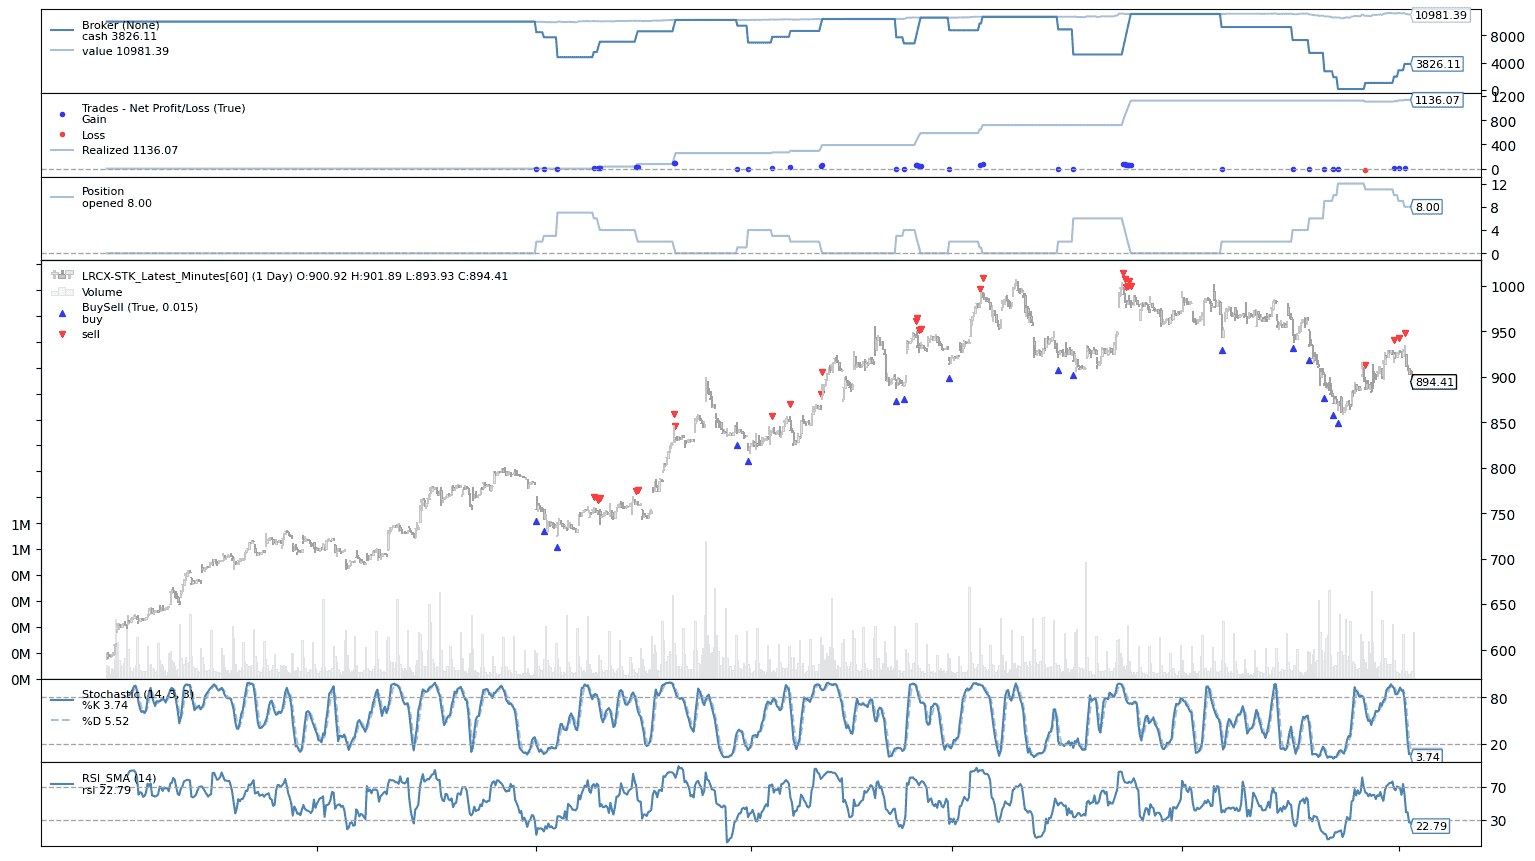 Broker (None)
cash 3826.11
value 10981.39
10981.39
8000
4000
3826.11
0
Trades - Net Profit/Loss (True)
Gain
Loss
Realized 1136.07
1200
1136.07
800
400
0
Position
opened 8.00
12
8
8.00
4
0
LRCX-STK_Latest_Minutes[60] (1 Day) O:900.92 H:901.89 L:893.93 C:894.41
Volume
BuySell (True, 0.015)
buy
sell
1000
950
900
894.41
850
800
750
700
650
600
1M
1M
0M
0M
0M
0M
0M
Stochastic (14, 3, 3)
%K 3.74
%D 5.52
80
20
3.74
RSI_SMA (14)
rsi 22.79
70
30
22.79